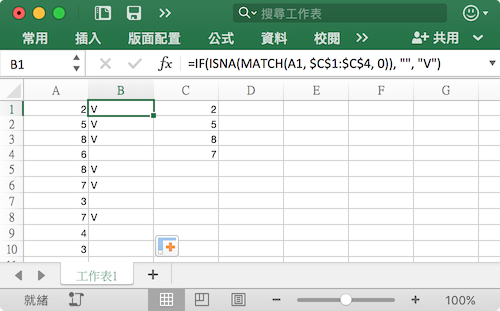 搜尋工作表
常用 插入 版面配置 公式 資料 校閱 >> 共用
B1 fx =IF(ISNA(MATCH(A1, $C$1:$C$4, 0)), "", "V")
A B C D E F G
1 2 V 2
2 5 V 5
3 8 V 8
4 6 7
5 8 V
6 7 V
7 3
8 7 V
9 4
10 3
工作表1 +
就緒 100%